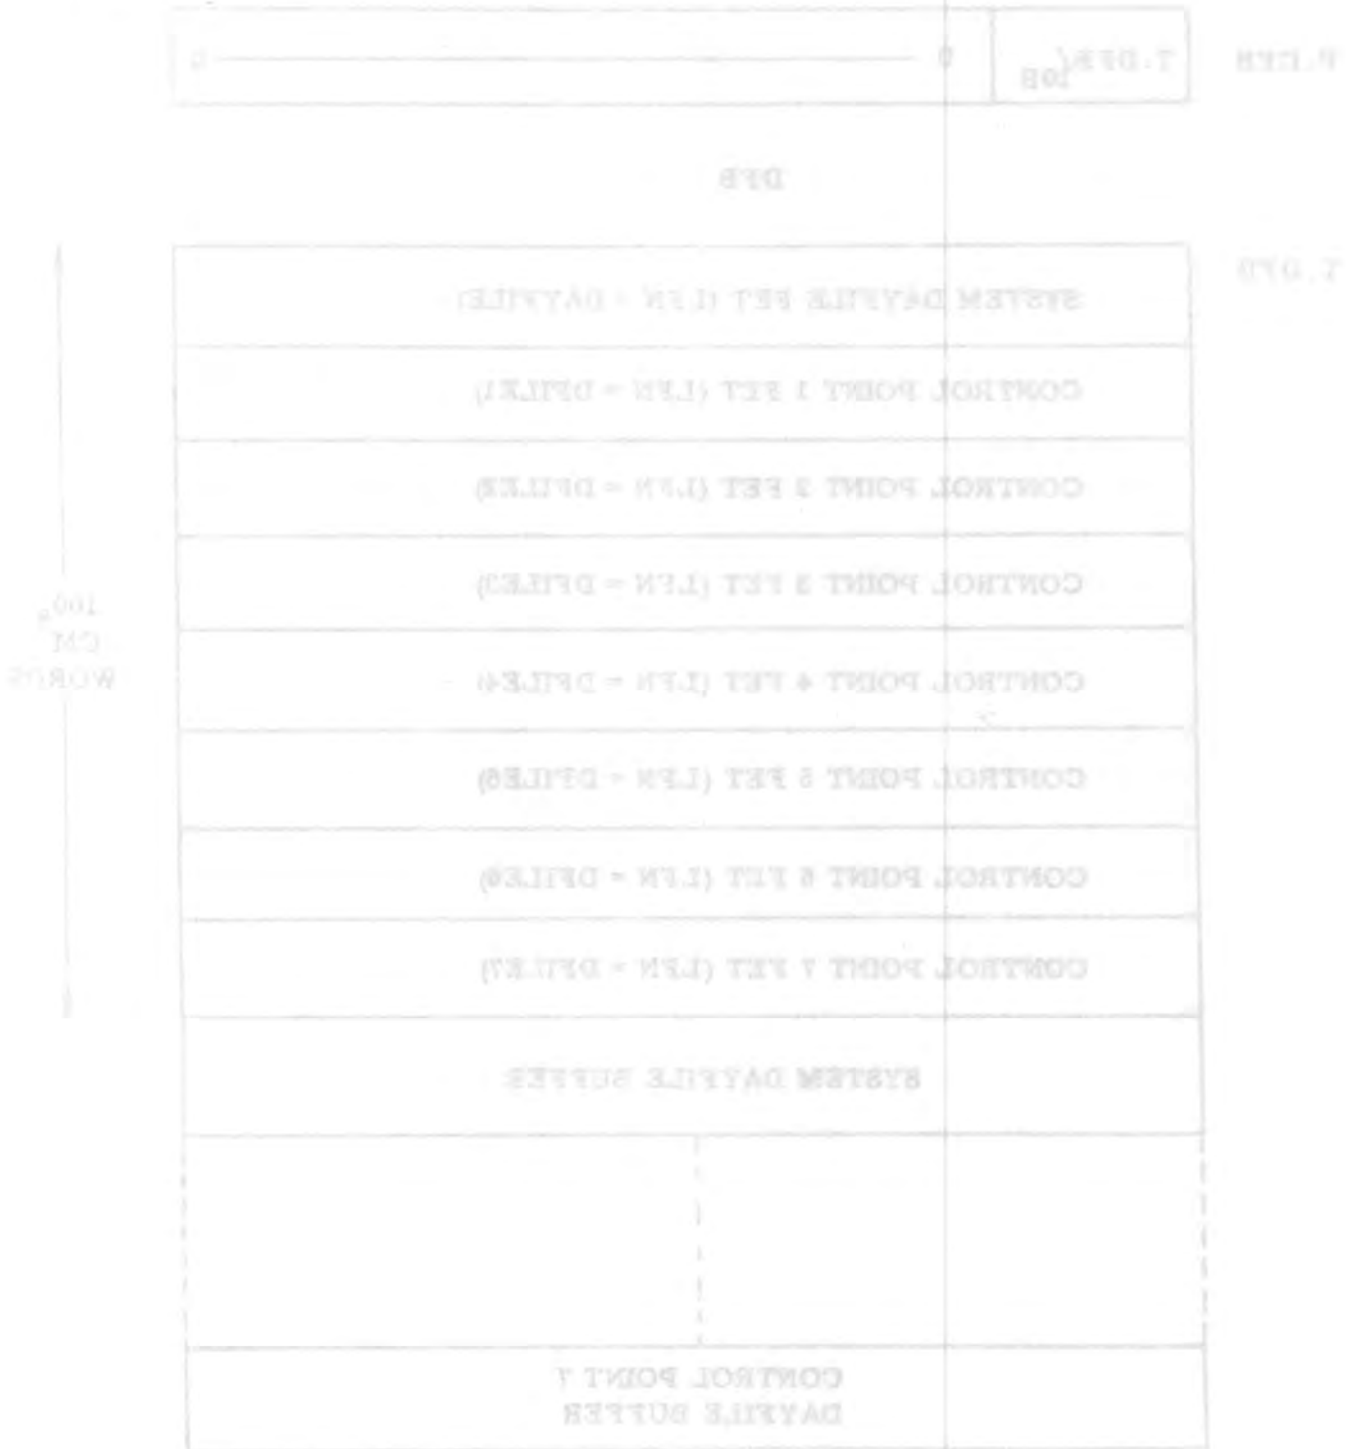 T.DFB/10B 0 0
DFB
SYSTEM DAYFILE FET (LFN = DAYFILE)
CONTROL POINT 1 FET (LFN = DFILE1)
CONTROL POINT 2 FET (LFN = DFILE2)
CONTROL POINT 3 FET (LFN = DFILE3)
CONTROL POINT 4 FET (LFN = DFILE4)
CONTROL POINT 5 FET (LFN = DFILE5)
CONTROL POINT 6 FET (LFN = DFILE6)
CONTROL POINT 7 FET (LFN = DFILE7)
100₈
CM
WORDS
SYSTEM DAYFILE BUFFER
CONTROL POINT 7
DAYFILE BUFFER